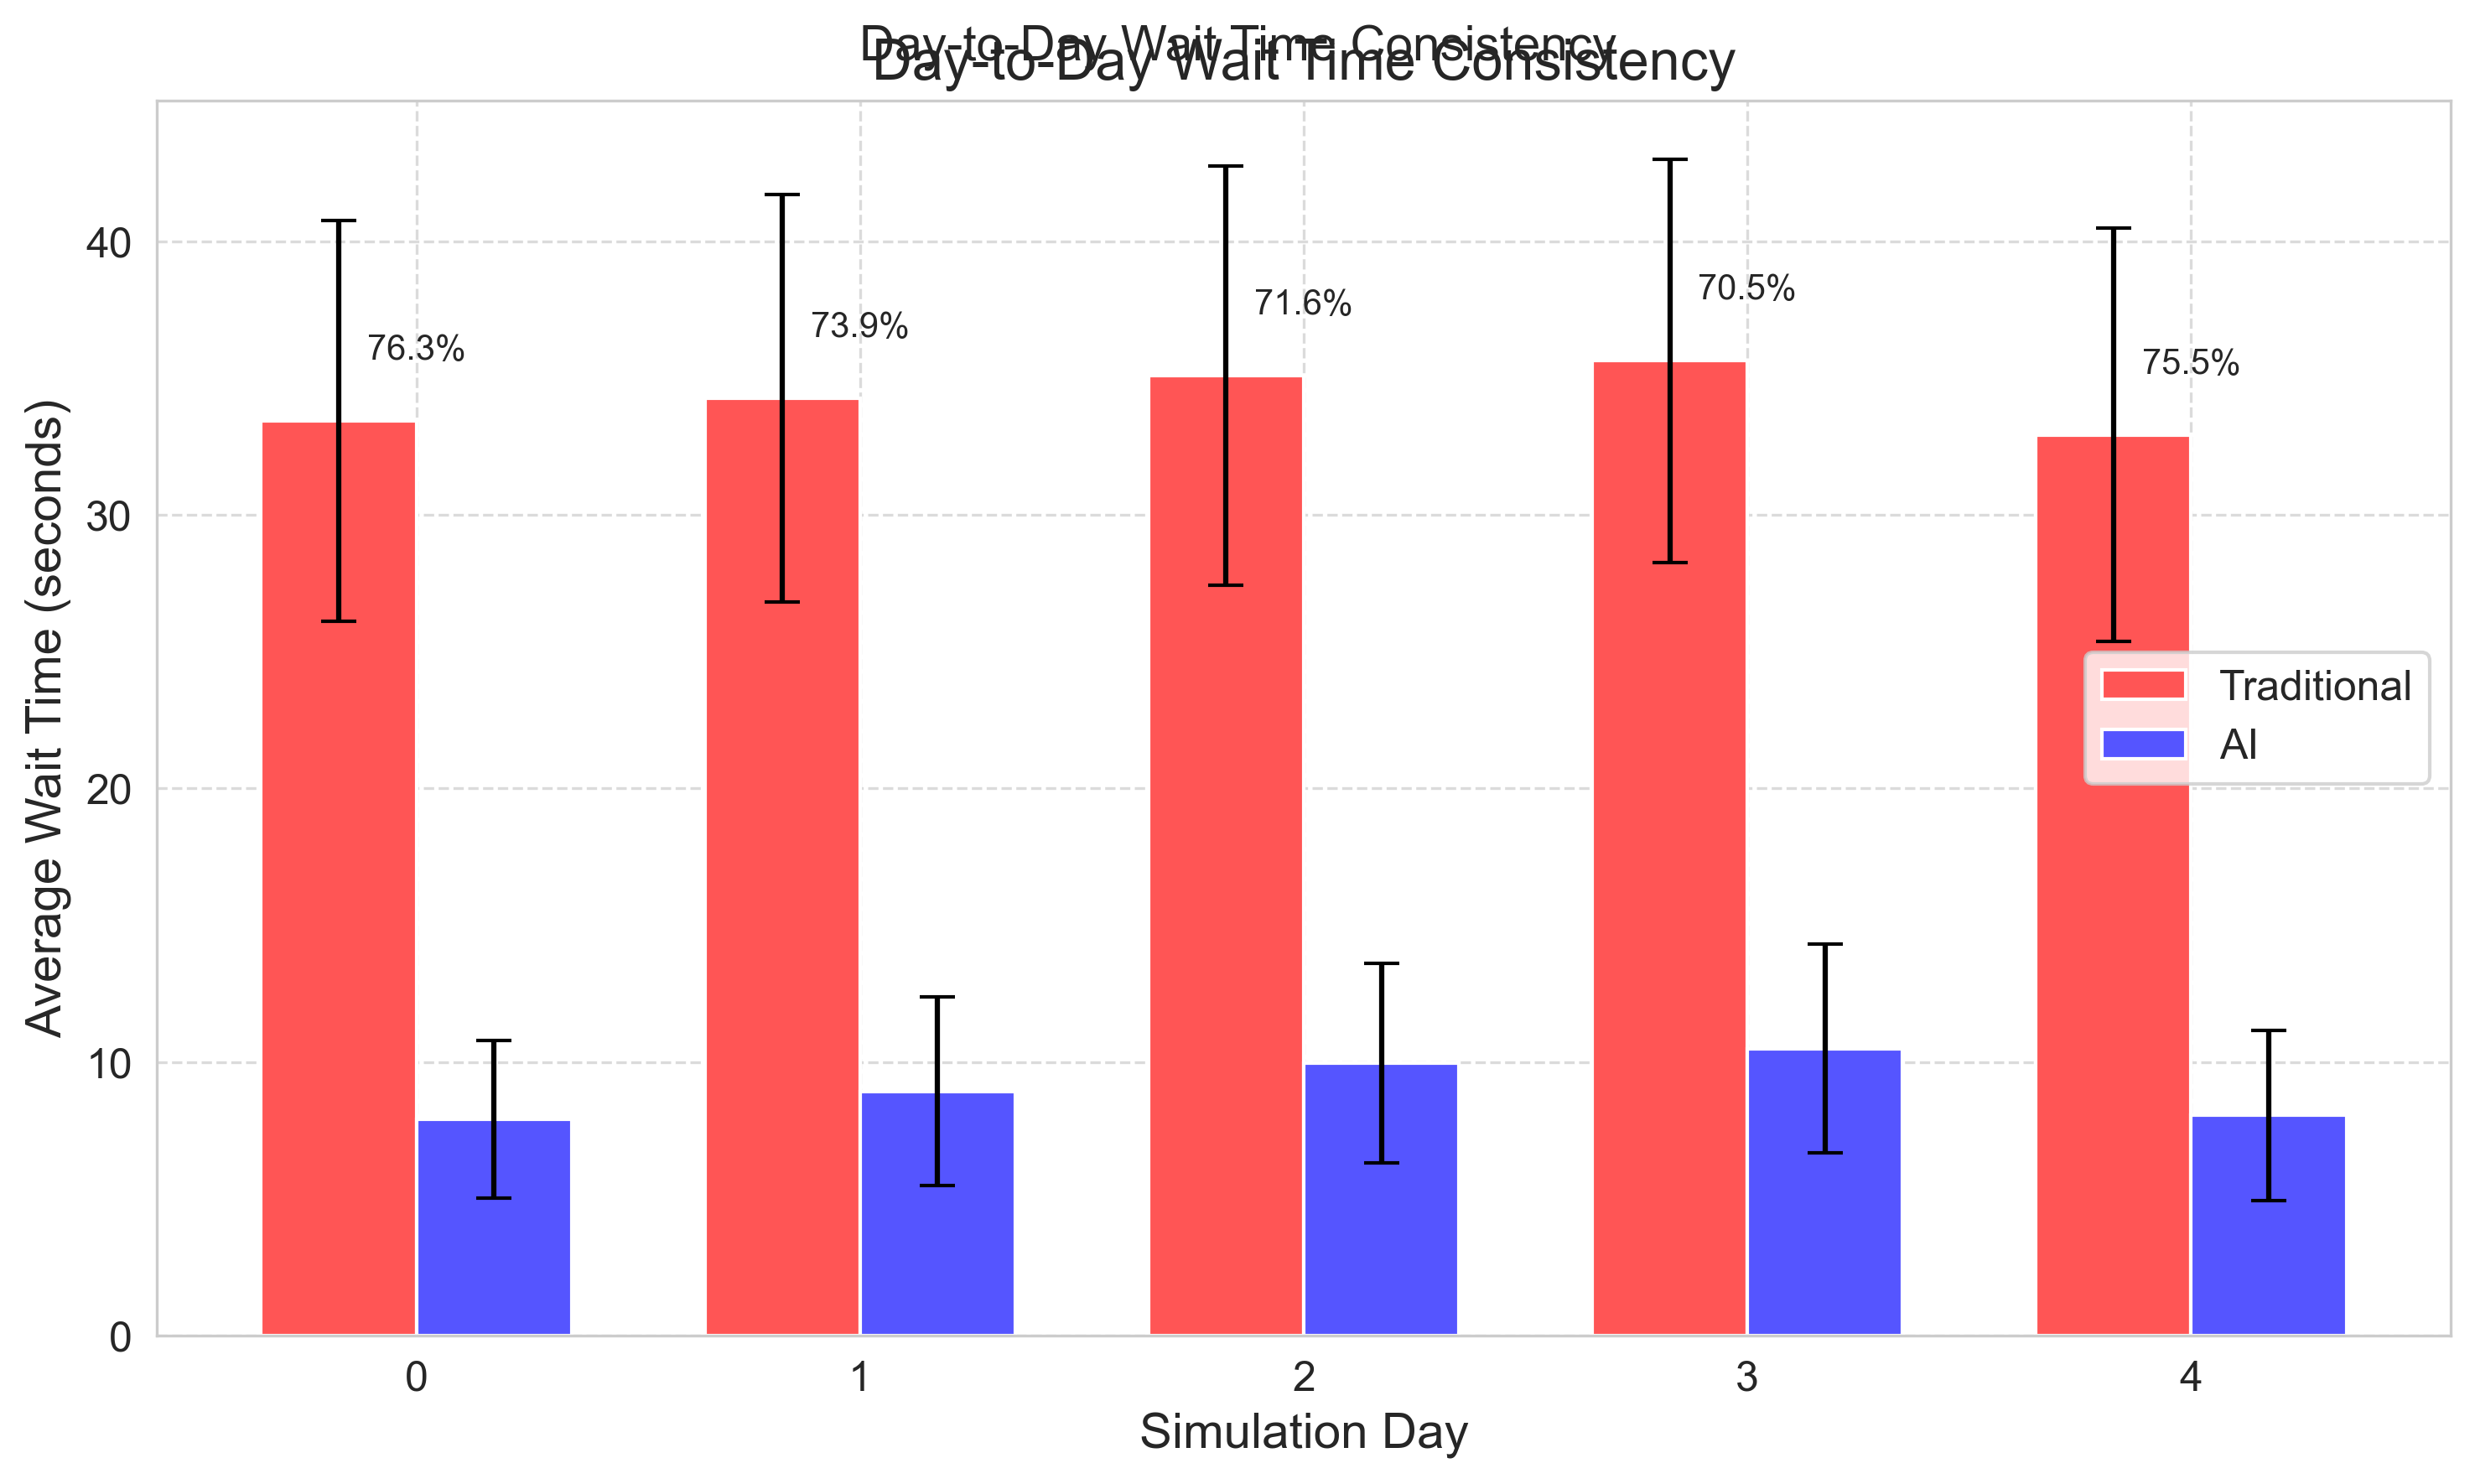 Day-to-Day Wait Time Consistency
Day-to-Day Wait Time Consistency
Average Wait Time (seconds)
40
30
20
10
0
76.3%
73.9%
71.6%
70.5%
75.5%
Traditional
AI
0
1
2
3
4
Simulation Day